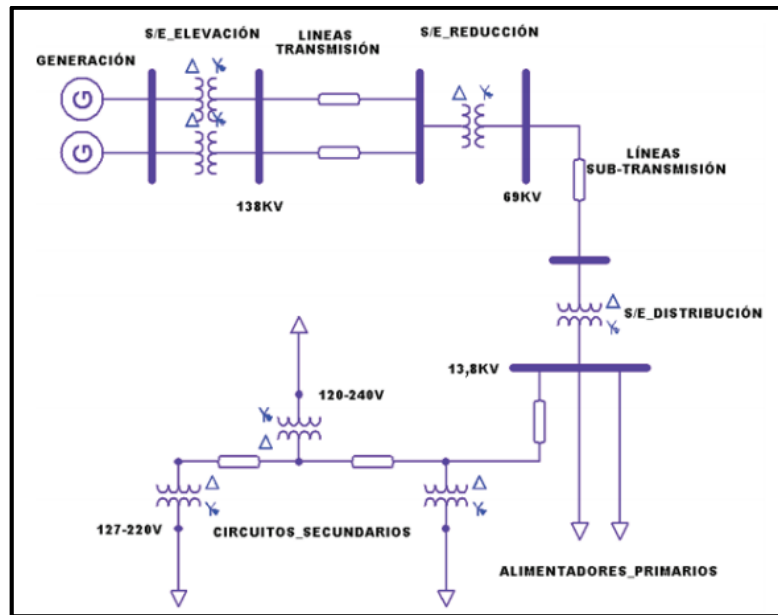 GENERACIÓN
S/E_ELEVACIÓN
LINEAS
TRANSMISIÓN
S/E_REDUCCIÓN
G
G
138KV
69KV
LÍNEAS
SUB-TRANSMISIÓN
S/E_DISTRIBUCIÓN
13,8KV
120-240V
127-220V
CIRCUITOS_SECUNDARIOS
ALIMENTADORES_PRIMARIOS